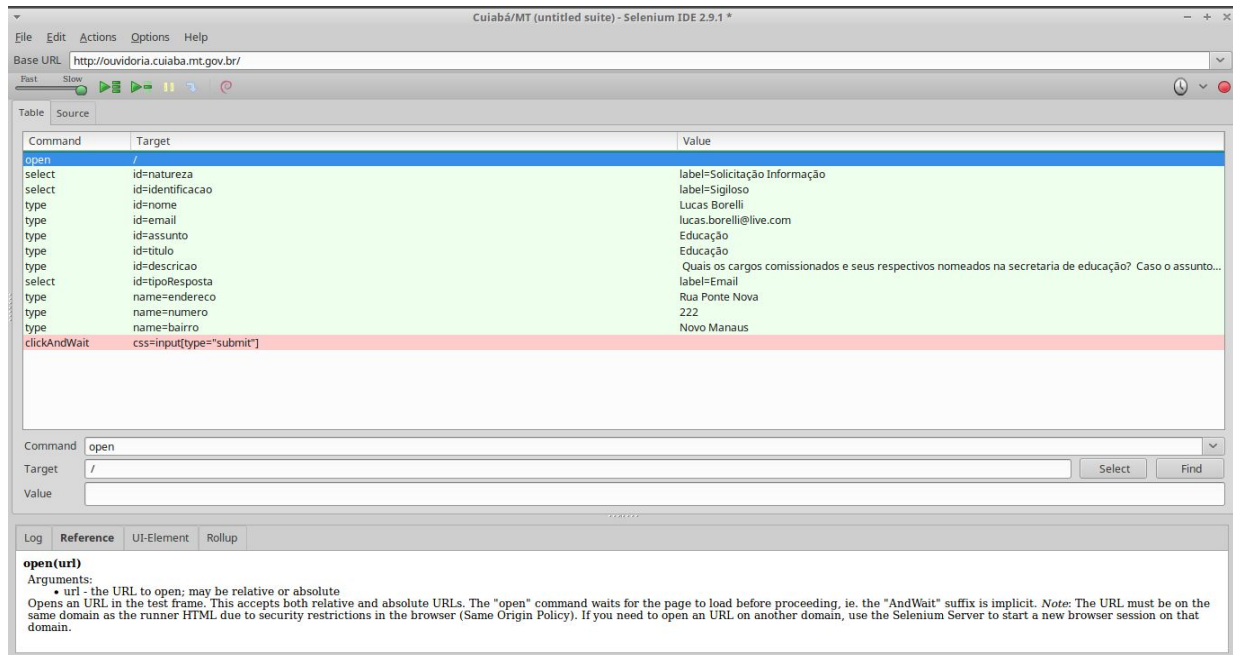 Cuiabá/MT (untitled suite) - Selenium IDE 2.9.1 *
File Edit Actions Options Help
Base URL http://ouvidoria.cuiaba.mt.gov.br/
Fast Slow
Table Source
Command Target Value
open /
select id=natureza label=Solicitação Informação
select id=identificacao label=Sigiloso
type id=nome Lucas Borelli
type id=email lucas.borelli@live.com
type id=assunto Educação
type id=titulo Educação
type id=descricao Quais os cargos comissionados e seus respectivos nomeados na secretaria de educação? Caso o assunto...
select id=tipoResposta label=Email
type name=endereco Rua Ponte Nova
type name=numero 222
type name=bairro Novo Manaus
clickAndWait css=input[type="submit"]
Command open
Target / Select Find
Value
Log Reference UI-Element Rollup
open(url)
Arguments:
• url - the URL to open; may be relative or absolute
Opens an URL in the test frame. This accepts both relative and absolute URLs. The "open" command waits for the page to load before proceeding, ie. the "AndWait" suffix is implicit. Note: The URL must be on the
same domain as the runner HTML due to security restrictions in the browser (Same Origin Policy). If you need to open an URL on another domain, use the Selenium Server to start a new browser session on that
domain.